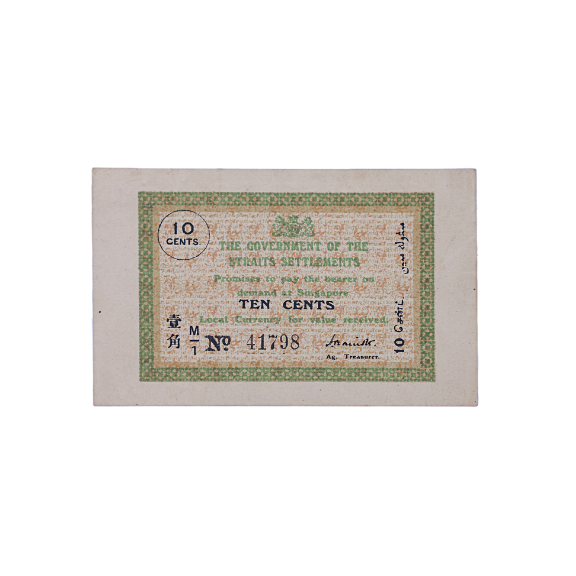 10
CENTS
THE GOVERNMENT OF THE
STRAITS SETTLEMENTS
Promises to pay the bearer on
demand at Singapore
TEN CENTS
Local Currency for value received.
壹
角
M
1
No 41798
Ag. Treasurer.
10